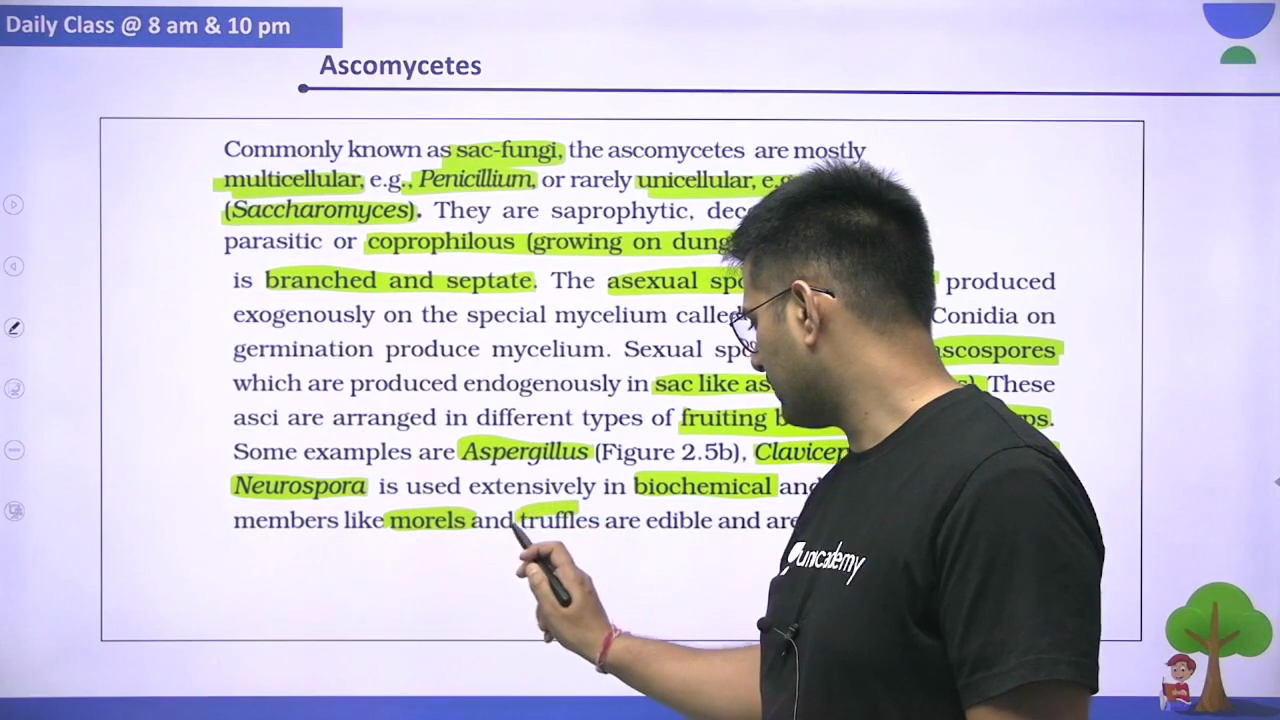 Daily Class @ 8 am & 10 pm
Ascomycetes
Commonly known as sac-fungi, the ascomycetes are mostly
multicellular, e.g., Penicillium, or rarely unicellular, e.g
(Saccharomyces). They are saprophytic, dec
parasitic or coprophilous (growing on dung
is branched and septate. The asexual spo produced
exogenously on the special mycelium called Conidia on
germination produce mycelium. Sexual spo ascospores
which are produced endogenously in sac like as s) These
asci are arranged in different types of fruiting b ps.
Some examples are Aspergillus (Figure 2.5b), Clavicep
Neurospora is used extensively in biochemical and
members like morels and truffles are edible and are
unacademy